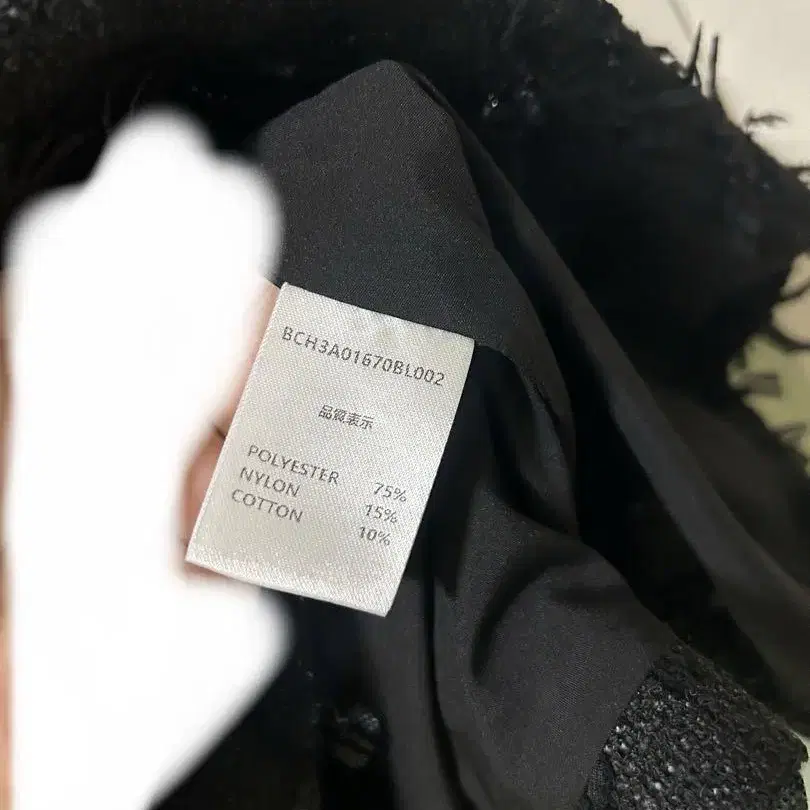 BCH3A01670BL002
品質表示
POLYESTER 75%
NYLON 15%
COTTON 10%